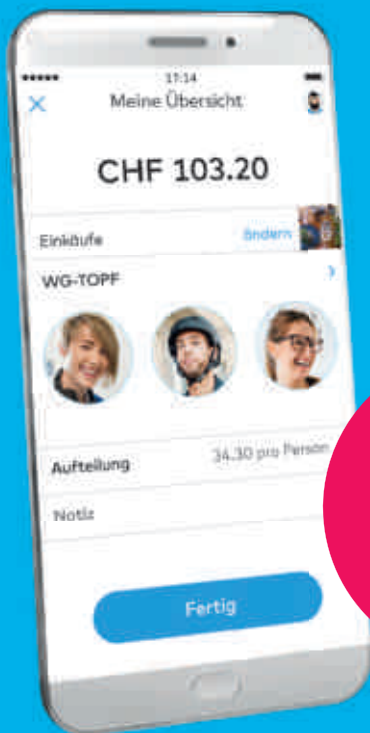 17:14
Meine Übersicht
CHF 103.20
Einkäufe ändern
WG-TOPF
Aufteilung 34.30 pro Person
Notiz
Fertig